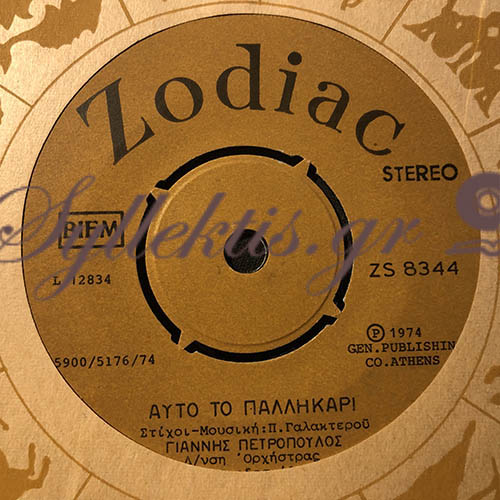 Zodiac
STEREO
BIEM
Syllektis.gr
L 12834
ZS 8344
Ⓟ 1974
GEN.PUBLISHIN
CO.ATHENS
5900/5176/74
ΑΥΤΟ ΤΟ ΠΑΛΛΗΚΑΡΙ
Στίχοι-Μουσική:Π.Γαλακτεροῦ
ΓΙΑΝΝΗΣ ΠΕΤΡΟΠΟΥΛΟΣ
Δ/νση Ὀρχήστρας